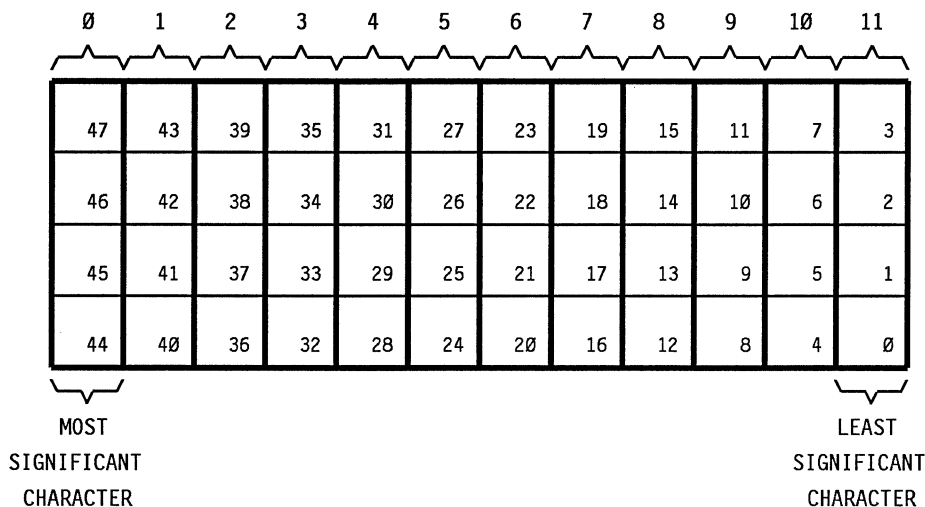 Ø 1 2 3 4 5 6 7 8 9 1Ø 11
47 43 39 35 31 27 23 19 15 11 7 3
46 42 38 34 3Ø 26 22 18 14 1Ø 6 2
45 41 37 33 29 25 21 17 13 9 5 1
44 4Ø 36 32 28 24 2Ø 16 12 8 4 Ø
MOST LEAST
SIGNIFICANT SIGNIFICANT
CHARACTER CHARACTER